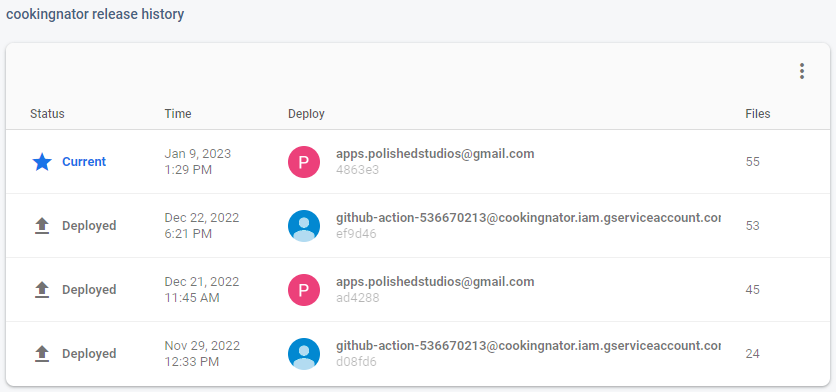 cookingnator release history
Status Time Deploy Files
Current Jan 9, 2023 apps.polishedstudios@gmail.com 55
1:29 PM P 4863e3
Deployed Dec 22, 2022 github-action-536670213@cookingnator.iam.gserviceaccount.cor 53
6:21 PM ef9d46
Deployed Dec 21, 2022 apps.polishedstudios@gmail.com 45
11:45 AM P ad4288
Deployed Nov 29, 2022 github-action-536670213@cookingnator.iam.gserviceaccount.cor 24
12:33 PM d08fd6